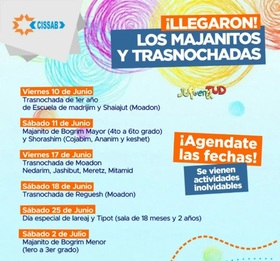 CISSAB
¡LLEGARON!
LOS MAJANITOS
Y TRASNOCHADAS
Viernes 10 de Junio
Trasnochada de 1er año
de Escuela de madrijim y Shaiajut (Moadon)
Sábado 11 de Junio
Majanito de Bogrim Mayor (4to a 6to grado)
y Shorashim (Cojabim, Ananim y keshet)
Viernes 17 de Junio
Trasnochada de Moadon
Nedarim, Jashibut, Meretz, Mitamid
Sábado 18 de Junio
Trasnochada de Reguesh (Moadon)
Sábado 25 de Junio
Día especial de Iareaj y Tipot (sala de 18 meses y 2 años)
Sábado 2 de Julio
Majanito de Bogrim Menor
(1ero a 3er grado)
¡Agendate
las fechas!
Se vienen
actividades
inolvidables